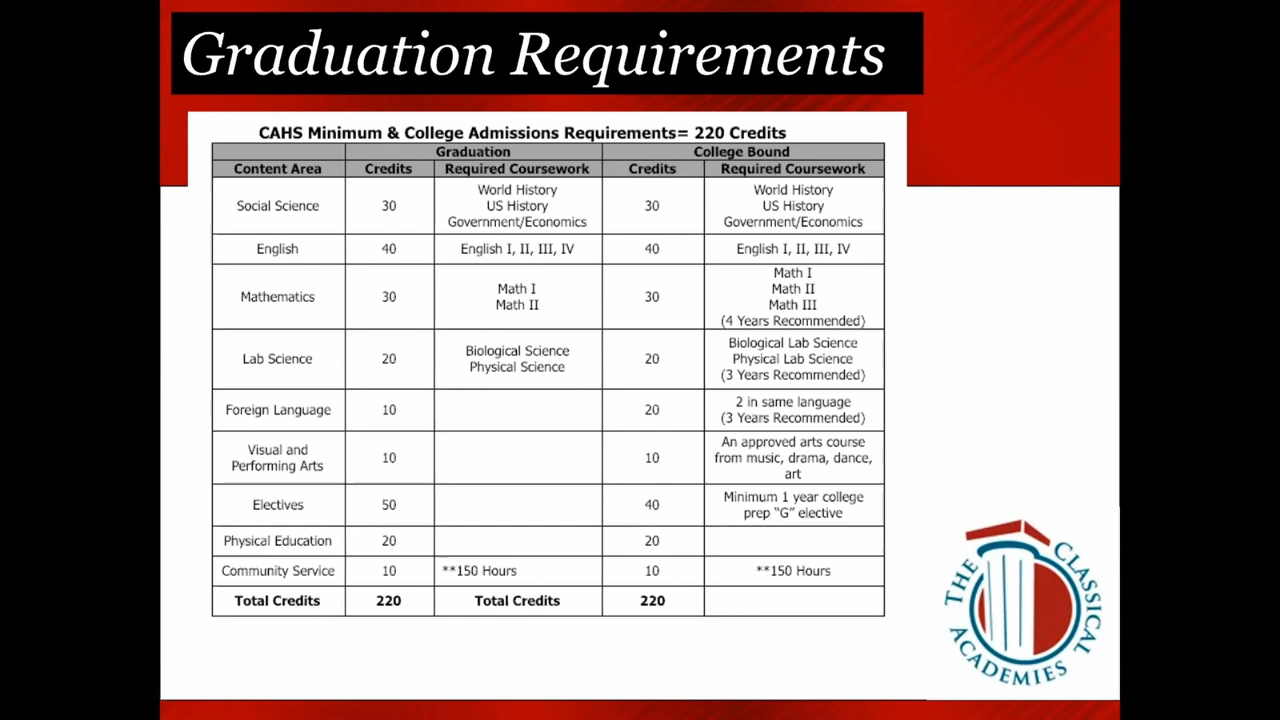 Graduation Requirements
CAHS Minimum & College Admissions Requirements= 220 Credits
Graduation College Bound
Content Area Credits Required Coursework Credits Required Coursework
Social Science 30 World History
US History
Government/Economics 30 World History
US History
Government/Economics
English 40 English I, II, III, IV 40 English I, II, III, IV
Mathematics 30 Math I
Math II 30 Math I
Math II
Math III
(4 Years Recommended)
Lab Science 20 Biological Science
Physical Science 20 Biological Lab Science
Physical Lab Science
(3 Years Recommended)
Foreign Language 10 20 2 in same language
(3 Years Recommended)
Visual and
Performing Arts 10 10 An approved arts course
from music, drama, dance,
art
Electives 50 40 Minimum 1 year college
prep “G” elective
Physical Education 20 20
Community Service 10 **150 Hours 10 **150 Hours
Total Credits 220 Total Credits 220
THE CLASSICAL ACADEMIES